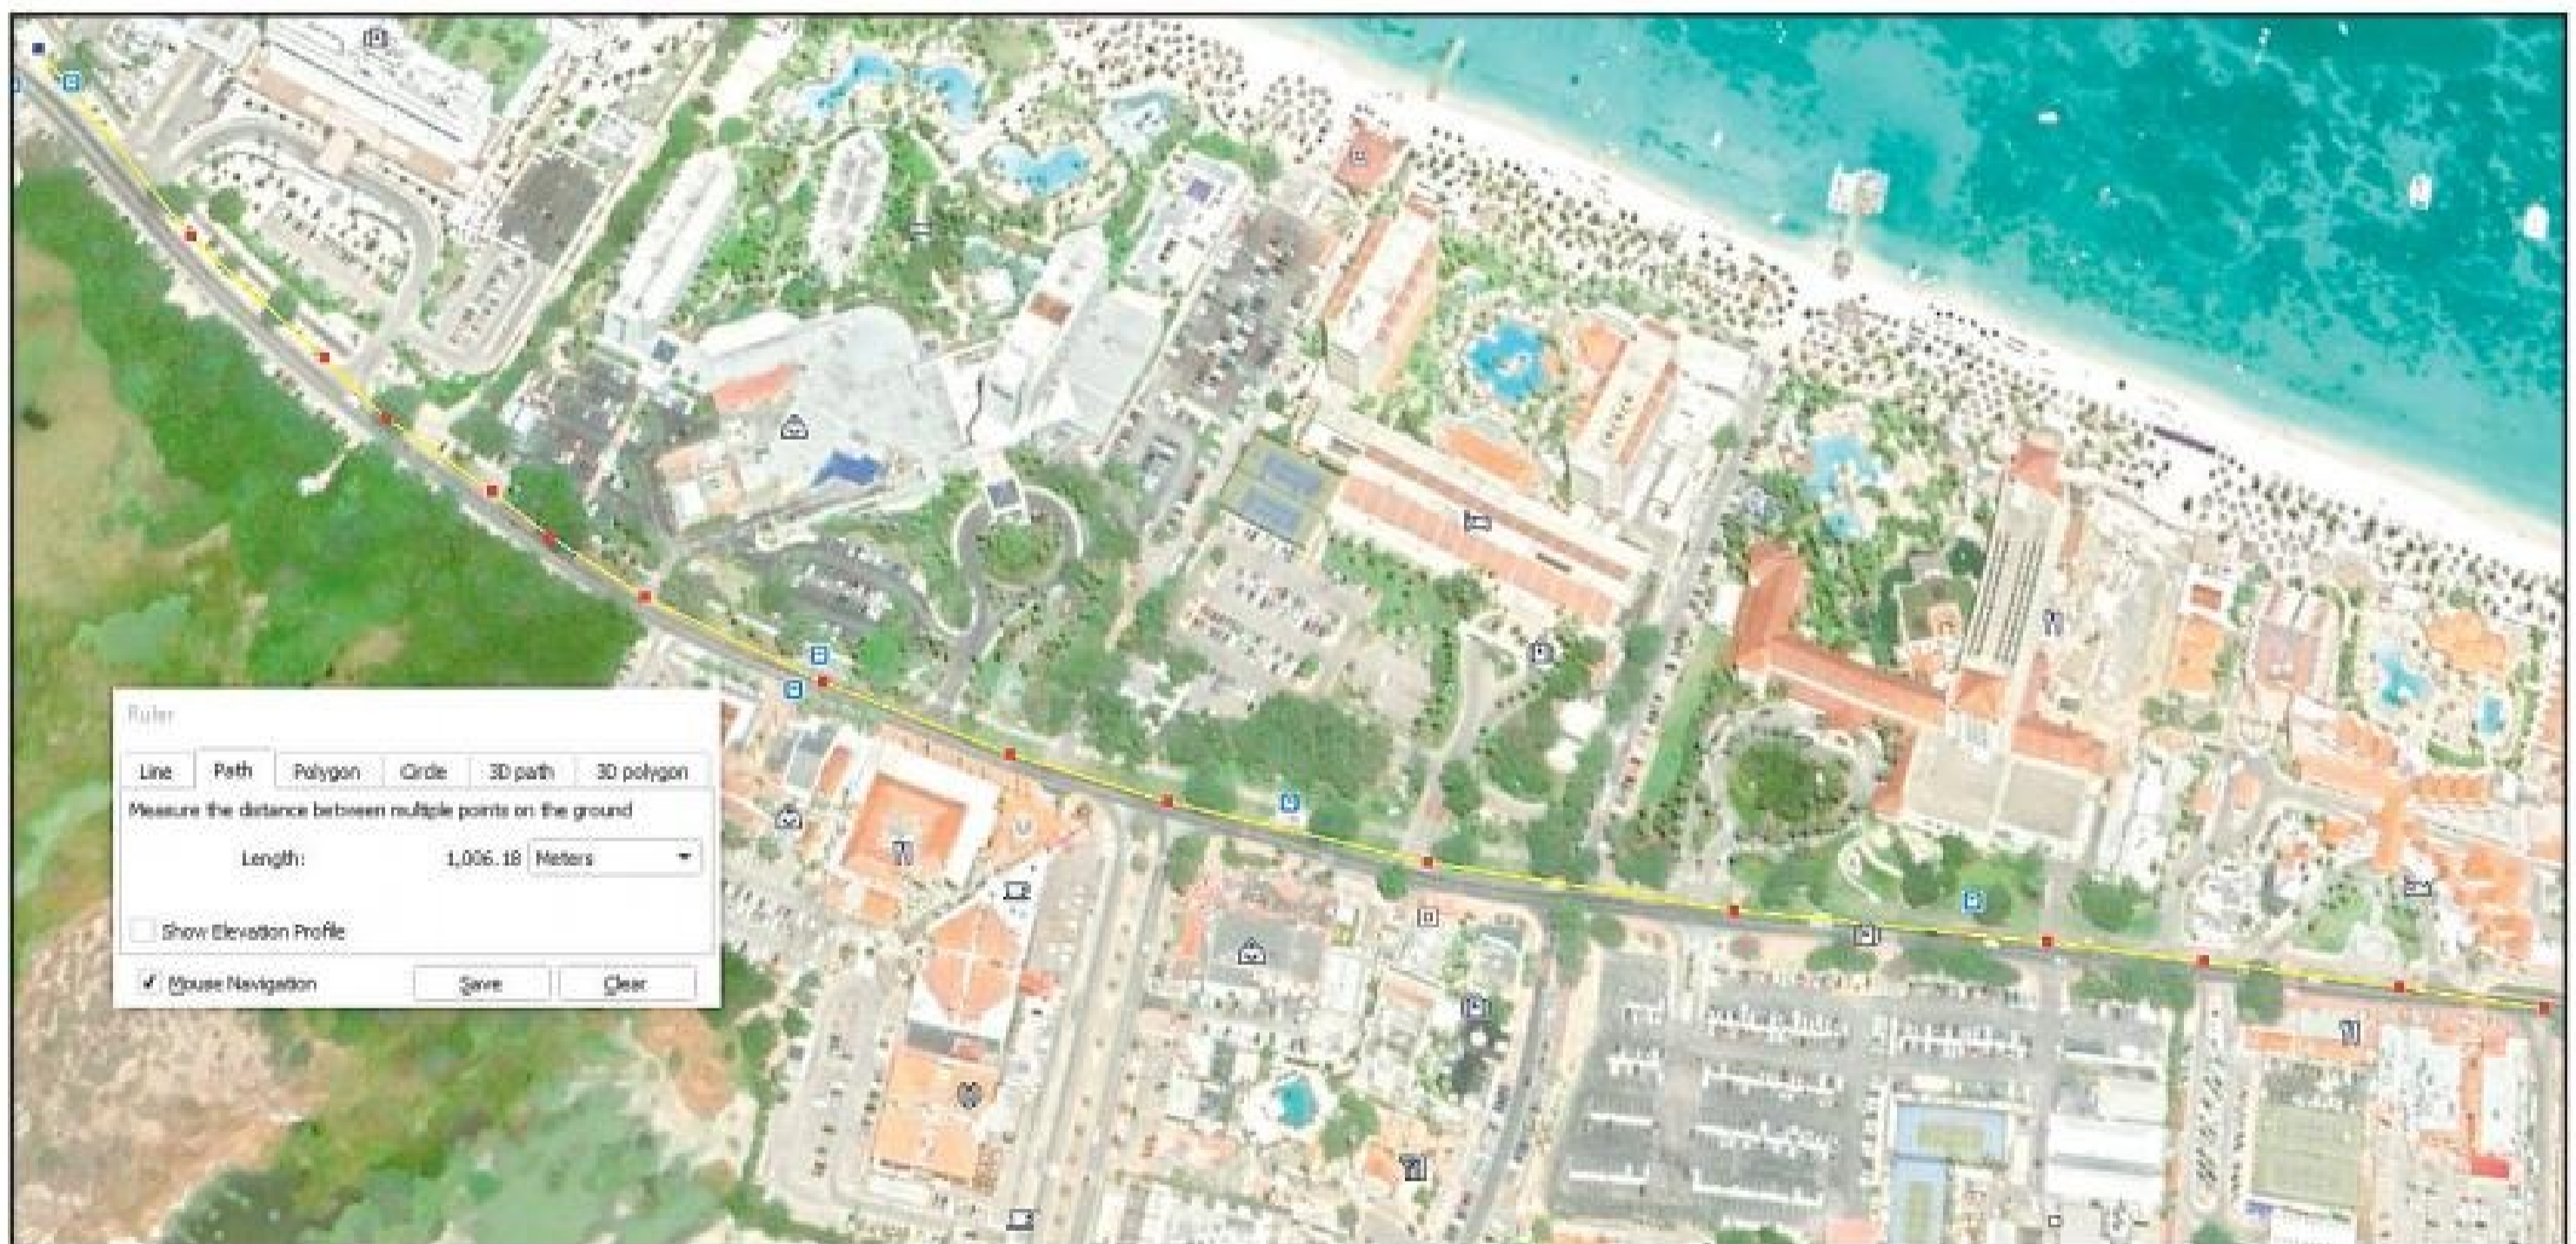 Ruler
Line Path Polygon Circle 3D path 3D polygon
Measure the distance between multiple points on the ground
Length: 1,006.18 Meters
Show Elevation Profile
Mouse Navigation Save Clear